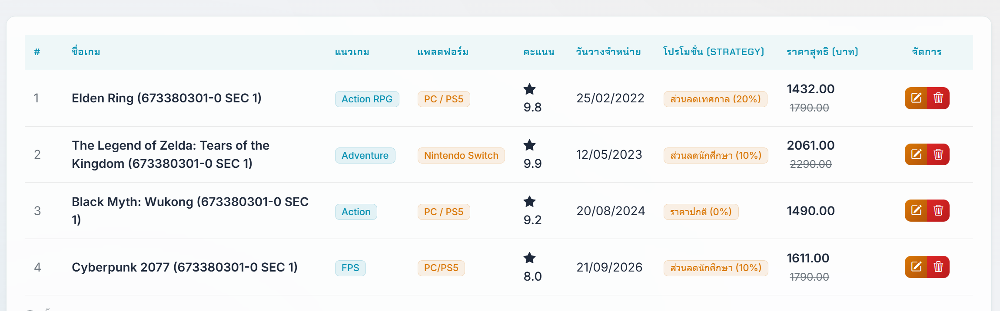 # ชื่อเกม แนวเกม แพลตฟอร์ม คะแนน วันวางจำหน่าย โปรโมชั่น (STRATEGY) ราคาสุทธิ (บาท) จัดการ
1 Elden Ring (673380301-0 SEC 1) Action RPG PC / PS5 ★ 9.8 25/02/2022 ส่วนลดเทศกาล (20%) 1432.00
1790.00
2 The Legend of Zelda: Tears of the
Kingdom (673380301-0 SEC 1) Adventure Nintendo Switch ★ 9.9 12/05/2023 ส่วนลดนักศึกษา (10%) 2061.00
2290.00
3 Black Myth: Wukong (673380301-0 SEC
1) Action PC / PS5 ★ 9.2 20/08/2024 ราคาปกติ (0%) 1490.00
4 Cyberpunk 2077 (673380301-0 SEC 1) FPS PC/PS5 ★ 8.0 21/09/2026 ส่วนลดนักศึกษา (10%) 1611.00
1790.00